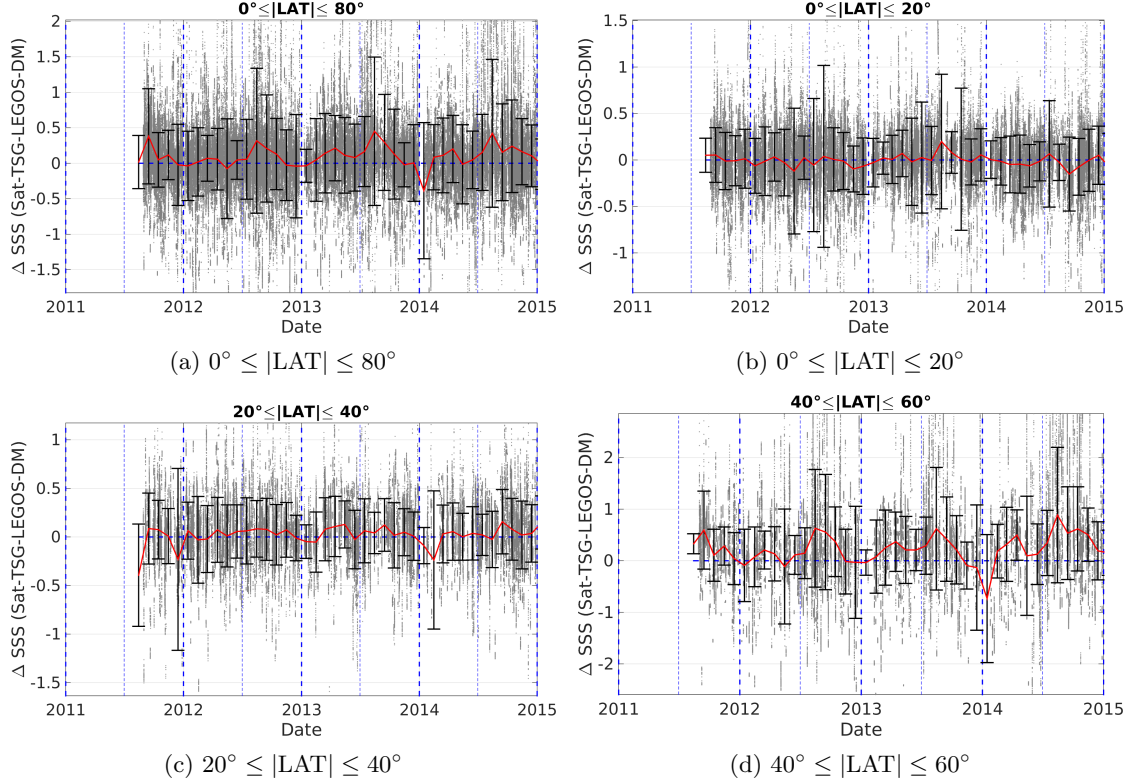 0°≤|LAT|≤ 80°
Δ SSS (Sat-TSG-LEGOS-DM)
2
1.5
1
0.5
0
-0.5
-1
-1.5
2011 2012 2013 2014 2015
Date
(a) 0° ≤ |LAT| ≤ 80°
0°≤|LAT|≤ 20°
Δ SSS (Sat-TSG-LEGOS-DM)
1.5
1
0.5
0
-0.5
-1
2011 2012 2013 2014 2015
Date
(b) 0° ≤ |LAT| ≤ 20°
20°≤|LAT|≤ 40°
Δ SSS (Sat-TSG-LEGOS-DM)
1
0.5
0
-0.5
-1
-1.5
2011 2012 2013 2014 2015
Date
(c) 20° ≤ |LAT| ≤ 40°
40°≤|LAT|≤ 60°
Δ SSS (Sat-TSG-LEGOS-DM)
2
1
0
-1
-2
2011 2012 2013 2014 2015
Date
(d) 40° ≤ |LAT| ≤ 60°